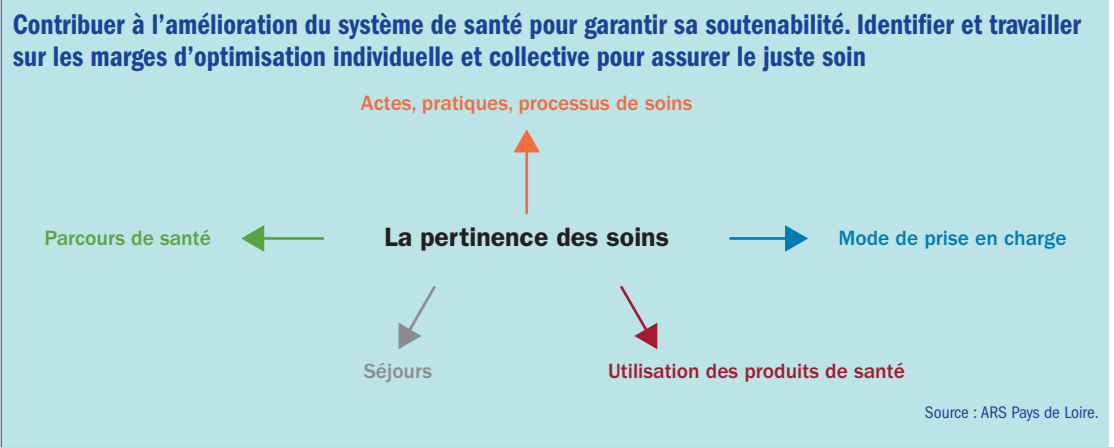 Contribuer à l’amélioration du système de santé pour garantir sa soutenabilité. Identifier et travailler
sur les marges d’optimisation individuelle et collective pour assurer le juste soin
Actes, pratiques, processus de soins
Parcours de santé
La pertinence des soins
Mode de prise en charge
Séjours
Utilisation des produits de santé
Source : ARS Pays de Loire.